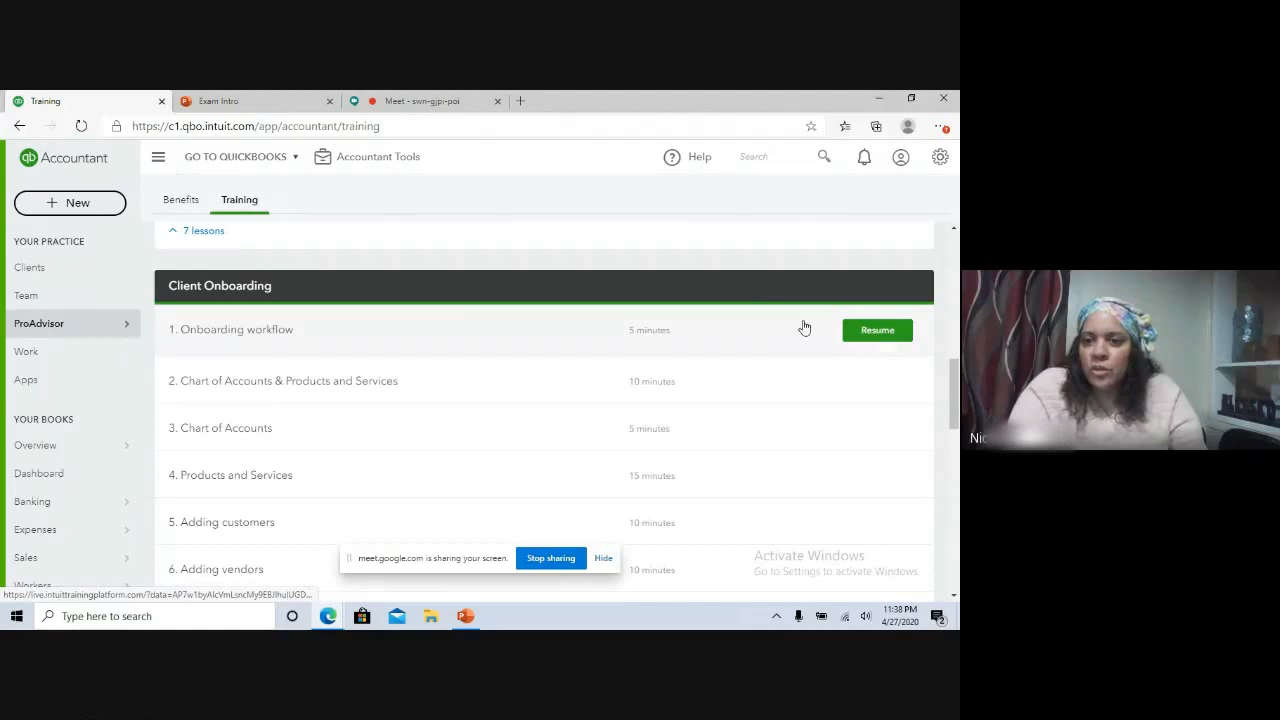 Training
Exam Intro
Meet - swn-gjpi-poi
https://c1.qbo.intuit.com/app/accountant/training
qb Accountant
GO TO QUICKBOOKS
Accountant Tools
Help
Search
+ New
Benefits
Training
7 lessons
YOUR PRACTICE
Clients
Team
ProAdvisor
Work
Apps
YOUR BOOKS
Overview
Dashboard
Banking
Expenses
Sales
Workers
Client Onboarding
1. Onboarding workflow
5 minutes
Resume
2. Chart of Accounts & Products and Services
10 minutes
3. Chart of Accounts
5 minutes
4. Products and Services
15 minutes
5. Adding customers
10 minutes
6. Adding vendors
10 minutes
meet.google.com is sharing your screen.
Stop sharing
Hide
Activate Windows
Go to Settings to activate Windows.
Type here to search
11:38 PM
4/27/2020
2